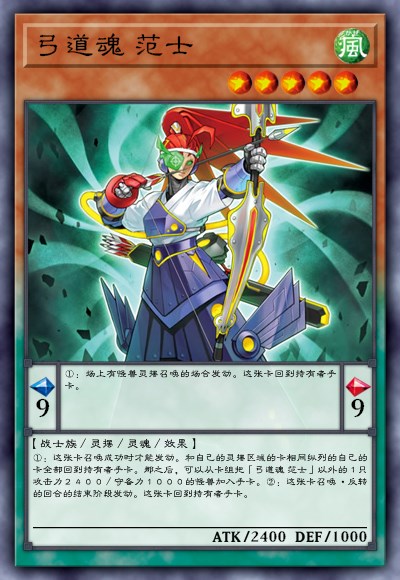 弓道魂 范士
風
①：场上有怪兽灵摆召唤的场合发动。这张卡回到持有者手
卡。
9
9
【战士族／灵摆／灵魂／效果】
①：这张卡召唤成功时才能发动。和自己的灵摆区域的卡相同纵列的自己的
卡全部回到持有者手卡。那之后，可以从卡组把「弓道魂 范士」以外的１只
攻击力２４００／守备力１０００的怪兽加入手卡。②：这张卡召唤·反转
的回合的结束阶段发动。这张卡回到持有者手卡。
ATK/2400 DEF/1000